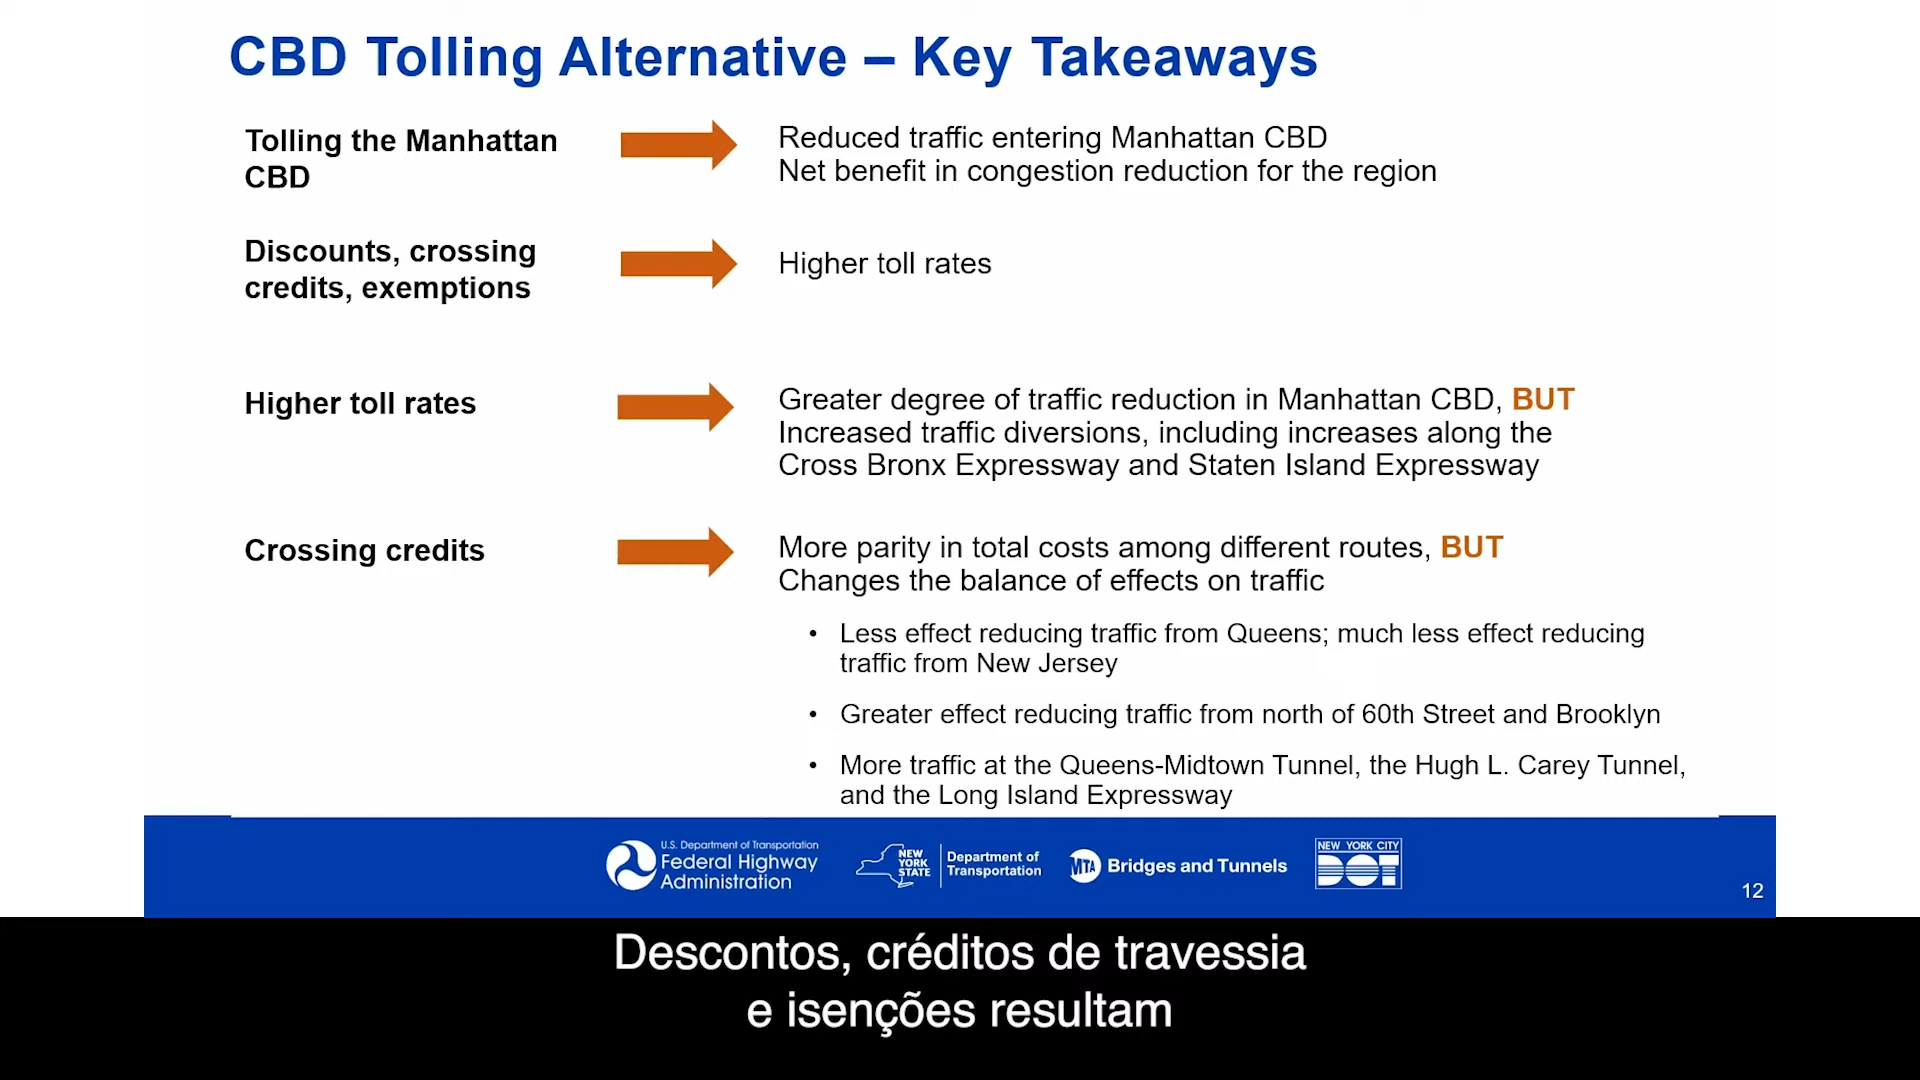 CBD Tolling Alternative – Key Takeaways
Tolling the Manhattan
CBD
Reduced traffic entering Manhattan CBD
Net benefit in congestion reduction for the region
Discounts, crossing
credits, exemptions
Higher toll rates
Higher toll rates
Greater degree of traffic reduction in Manhattan CBD, BUT
Increased traffic diversions, including increases along the
Cross Bronx Expressway and Staten Island Expressway
Crossing credits
More parity in total costs among different routes, BUT
Changes the balance of effects on traffic
• Less effect reducing traffic from Queens; much less effect reducing
traffic from New Jersey
• Greater effect reducing traffic from north of 60th Street and Brooklyn
• More traffic at the Queens-Midtown Tunnel, the Hugh L. Carey Tunnel,
and the Long Island Expressway
U.S. Department of Transportation
Federal Highway
Administration
NEW
YORK
STATE
Department of
Transportation
MTA Bridges and Tunnels
NEW YORK CITY
DOT
12
Descontos, créditos de travessia
e isenções resultam